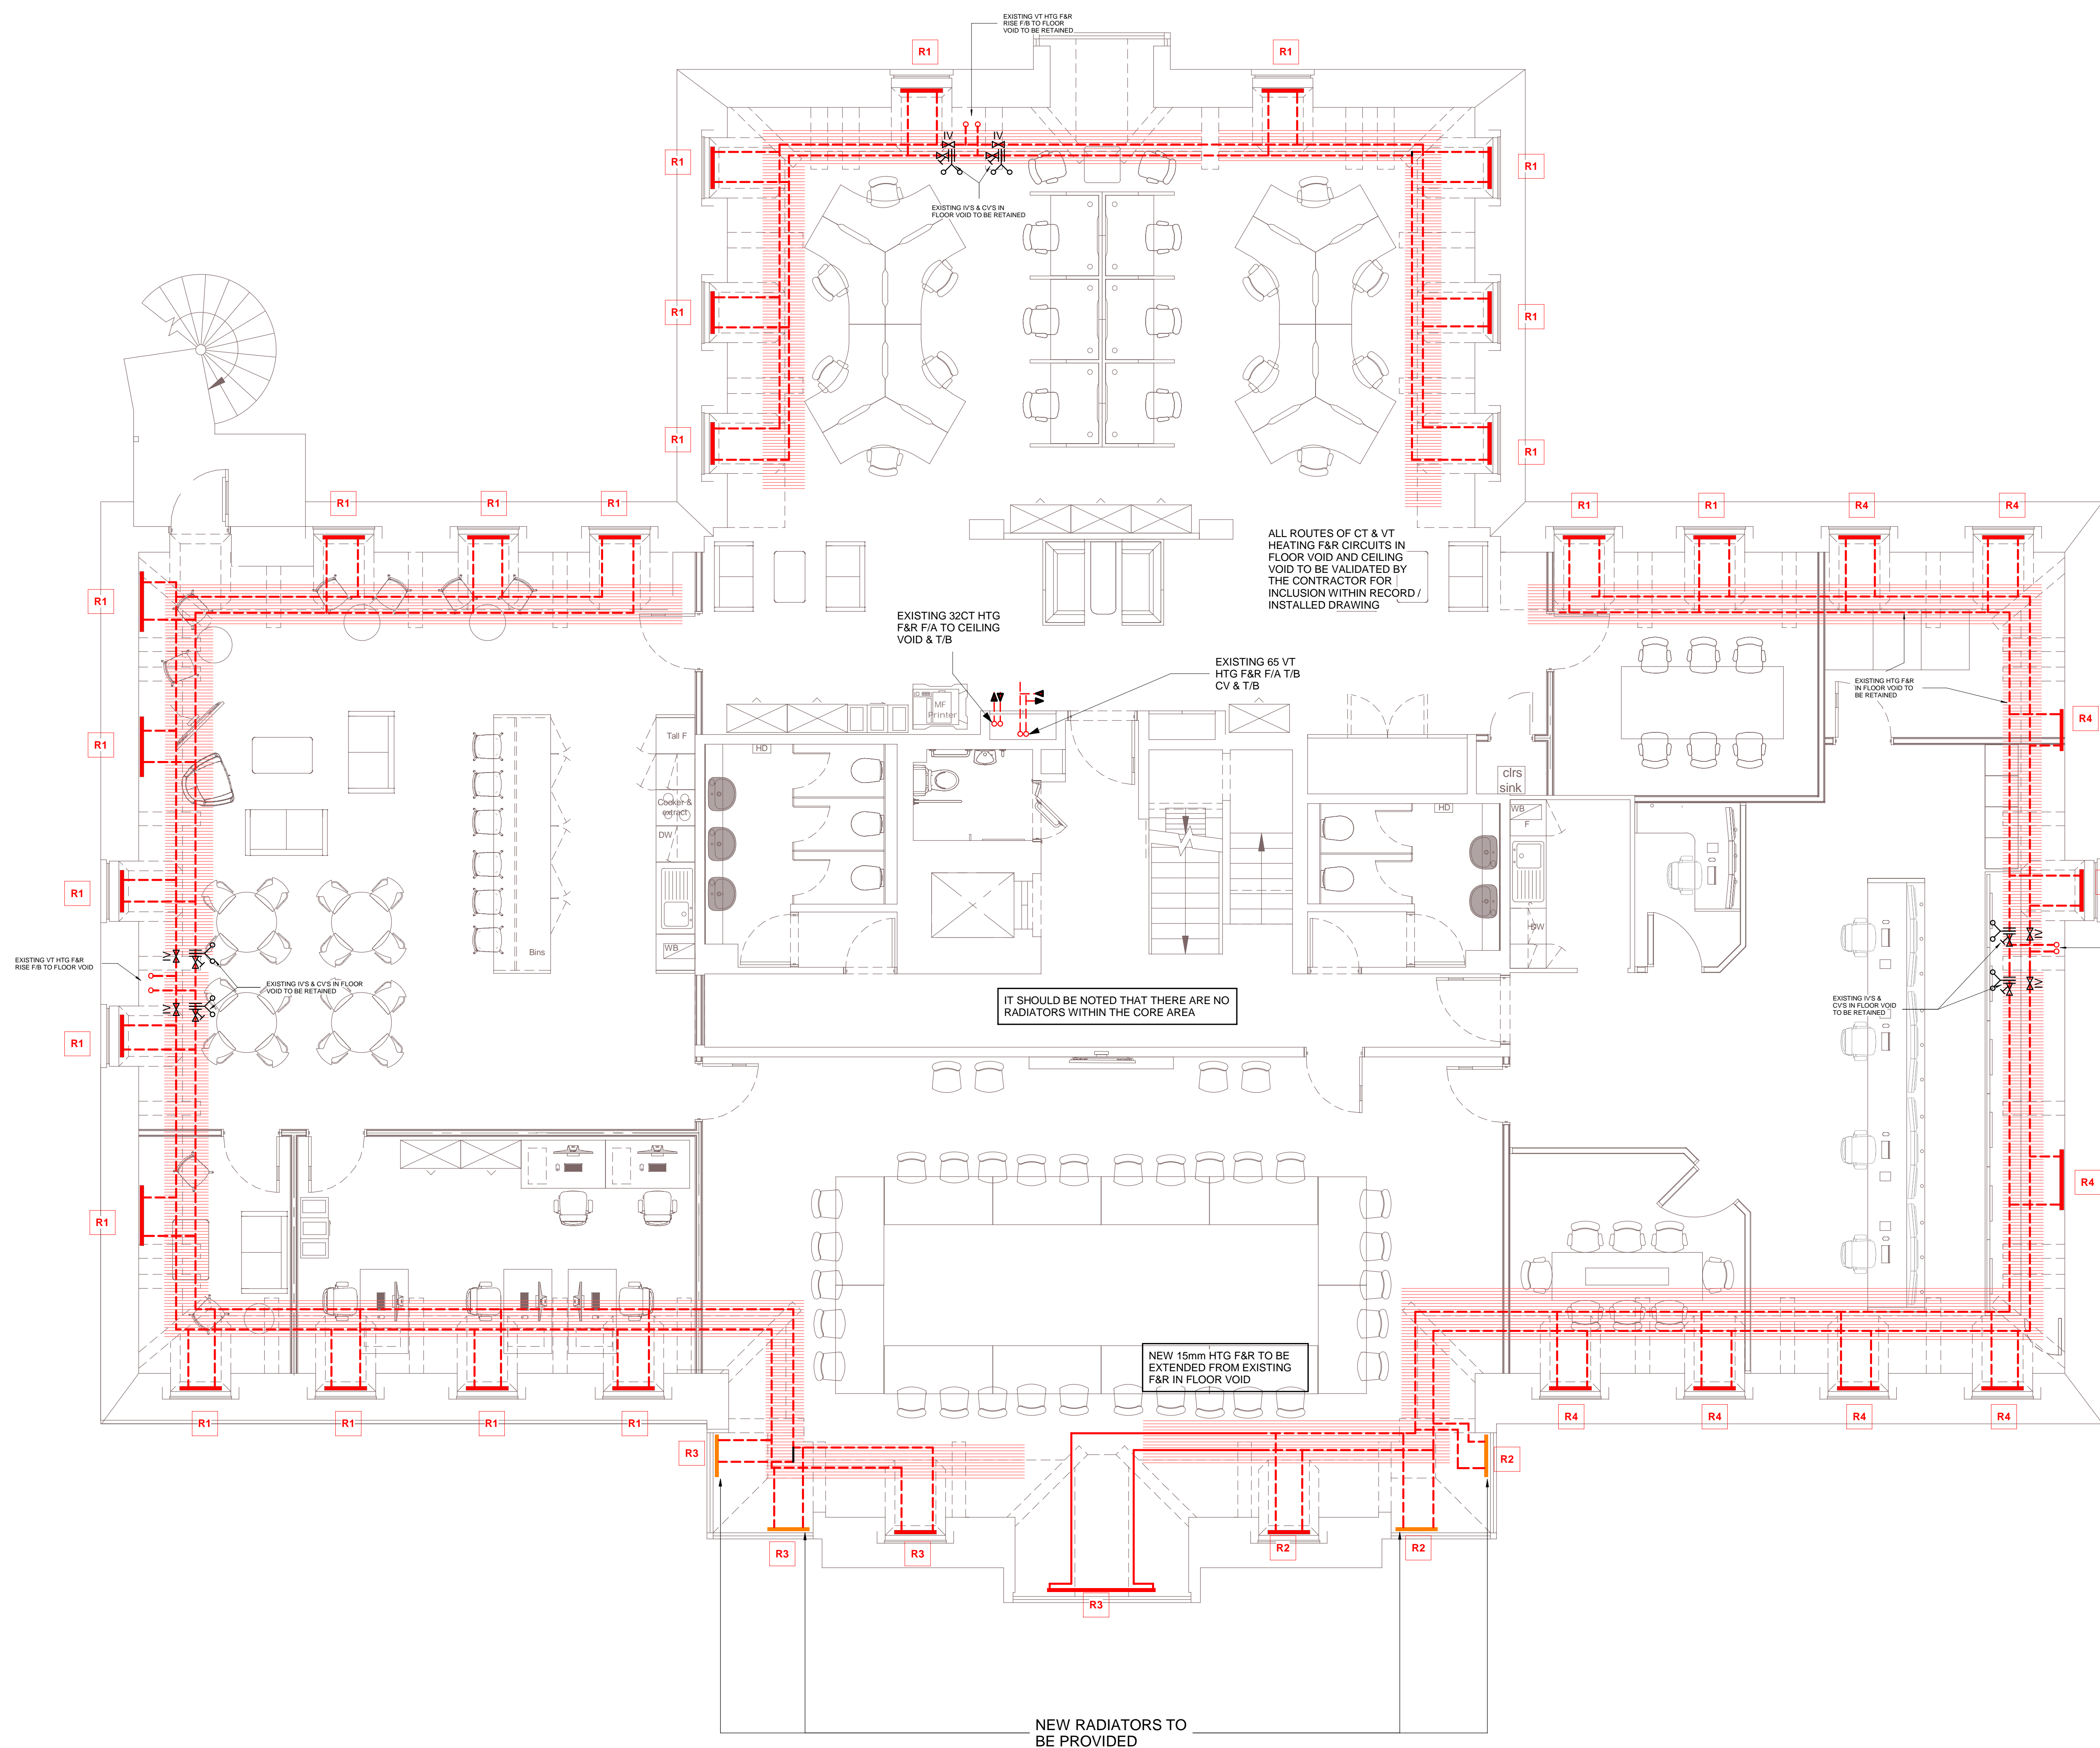 EXISTING VT HTG F&R
RISE F/B TO FLOOR
VOID TO BE RETAINED
R1
R1
R1
R1
IV
IV
EXISTING IV'S & CV'S IN
FLOOR VOID TO BE RETAINED
R1
R1
R1
R1
R1
R1
R1
R1
R1
R4
R4
ALL ROUTES OF CT & VT
HEATING F&R CIRCUITS IN
FLOOR VOID AND CEILING
VOID TO BE VALIDATED BY
THE CONTRACTOR FOR
INCLUSION WITHIN RECORD /
INSTALLED DRAWING
R1
EXISTING 32CT HTG
F&R F/A TO CEILING
VOID & T/B
EXISTING 65 VT
HTG F&R F/A T/B
CV & T/B
EXISTING HTG F&R
IN FLOOR VOID TO
BE RETAINED
R4
R1
MF
Printer
Tall F
HD
clrs
sink
Cooker &
extract
DW
HD
WB
F
R1
DW
WB
Bins
IV
IV
EXISTING VT HTG F&R
RISE F/B TO FLOOR VOID
EXISTING IV'S & CV'S IN FLOOR
VOID TO BE RETAINED
IV
IV
EXISTING IV'S &
CV'S IN FLOOR VOID
TO BE RETAINED
IT SHOULD BE NOTED THAT THERE ARE NO
RADIATORS WITHIN THE CORE AREA
R1
R4
R1
NEW 15mm HTG F&R TO BE
EXTENDED FROM EXISTING
F&R IN FLOOR VOID
R1
R1
R1
R1
R4
R4
R4
R4
R3
R2
R3
R3
R2
R2
R3
NEW RADIATORS TO
BE PROVIDED